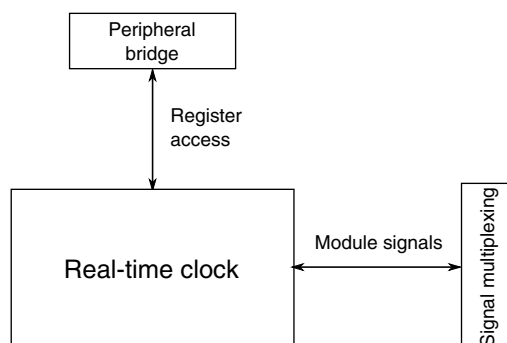 Peripheral
bridge
Register
access
Real-time clock
Module signals
Signal multiplexing